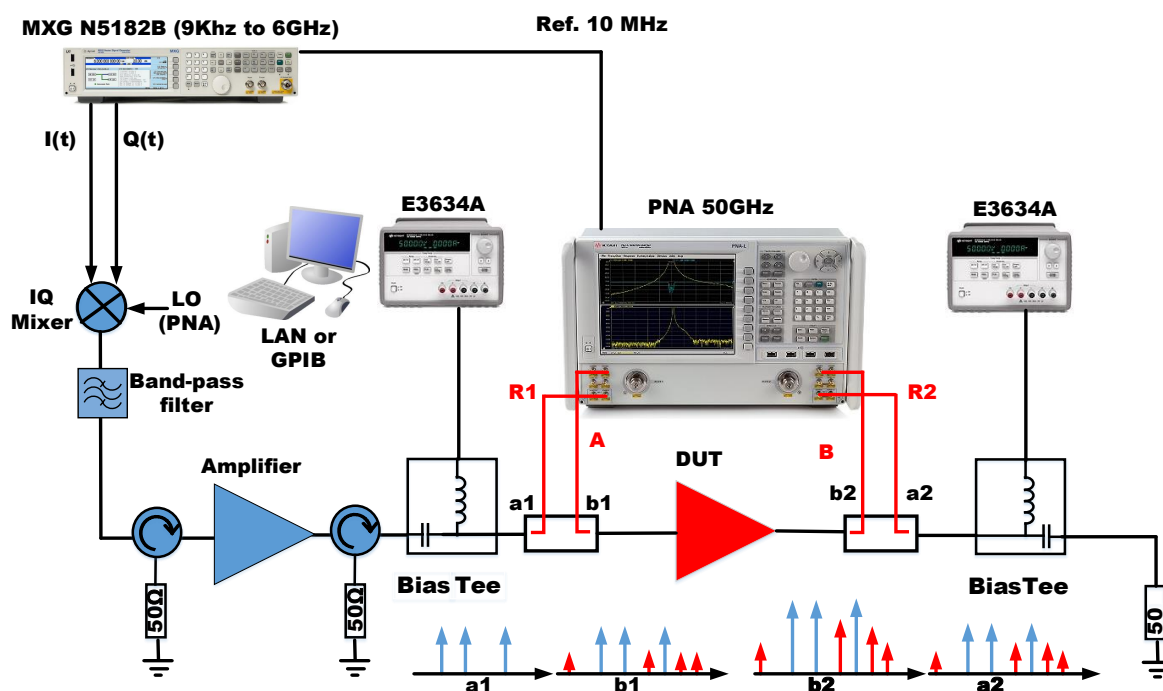 MXG N5182B (9Khz to 6GHz)
Ref. 10 MHz
I(t)
Q(t)
E3634A
PNA 50GHz
E3634A
PNA-L
IQ
Mixer
LO
(PNA)
LAN or
GPIB
Band-pass
filter
R1
R2
A
B
Amplifier
DUT
a1
b1
b2
a2
Bias Tee
BiasTee
50Ω
50Ω
50
a1
b1
b2
a2